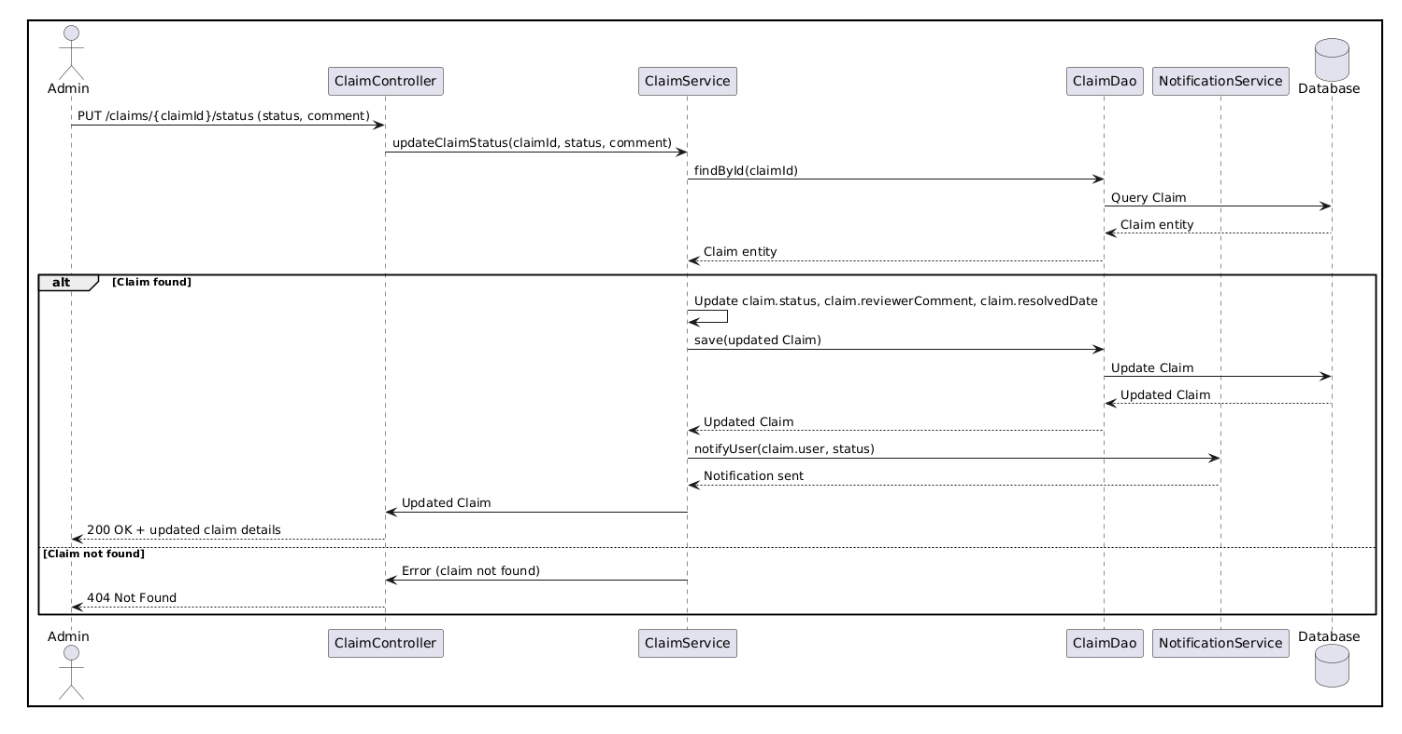 Admin
ClaimController
ClaimService
ClaimDao
NotificationService
Database
PUT /claims/{claimId}/status (status, comment)
updateClaimStatus(claimId, status, comment)
findById(claimId)
Query Claim
Claim entity
Claim entity
alt [Claim found]
Update claim.status, claim.reviewerComment, claim.resolvedDate
save(updated Claim)
Update Claim
Updated Claim
Updated Claim
notifyUser(claim.user, status)
Notification sent
Updated Claim
200 OK + updated claim details
[Claim not found]
Error (claim not found)
404 Not Found
Admin
ClaimController
ClaimService
ClaimDao
NotificationService
Database